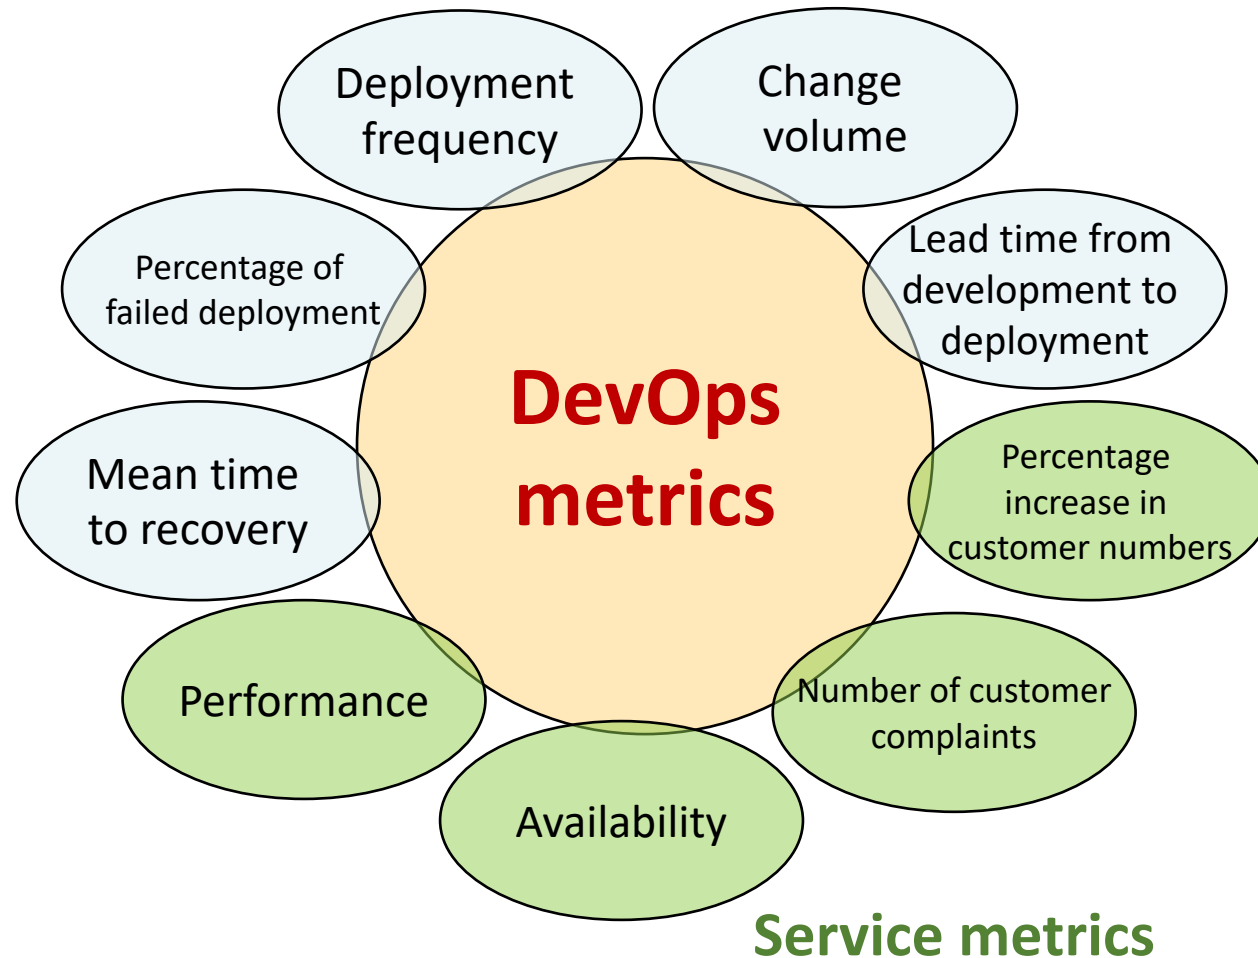 Deployment
frequency
Change
volume
Percentage of
failed deployment
Lead time from
development to
deployment
DevOps
metrics
Mean time
to recovery
Percentage
increase in
customer numbers
Performance
Number of customer
complaints
Availability
Service metrics